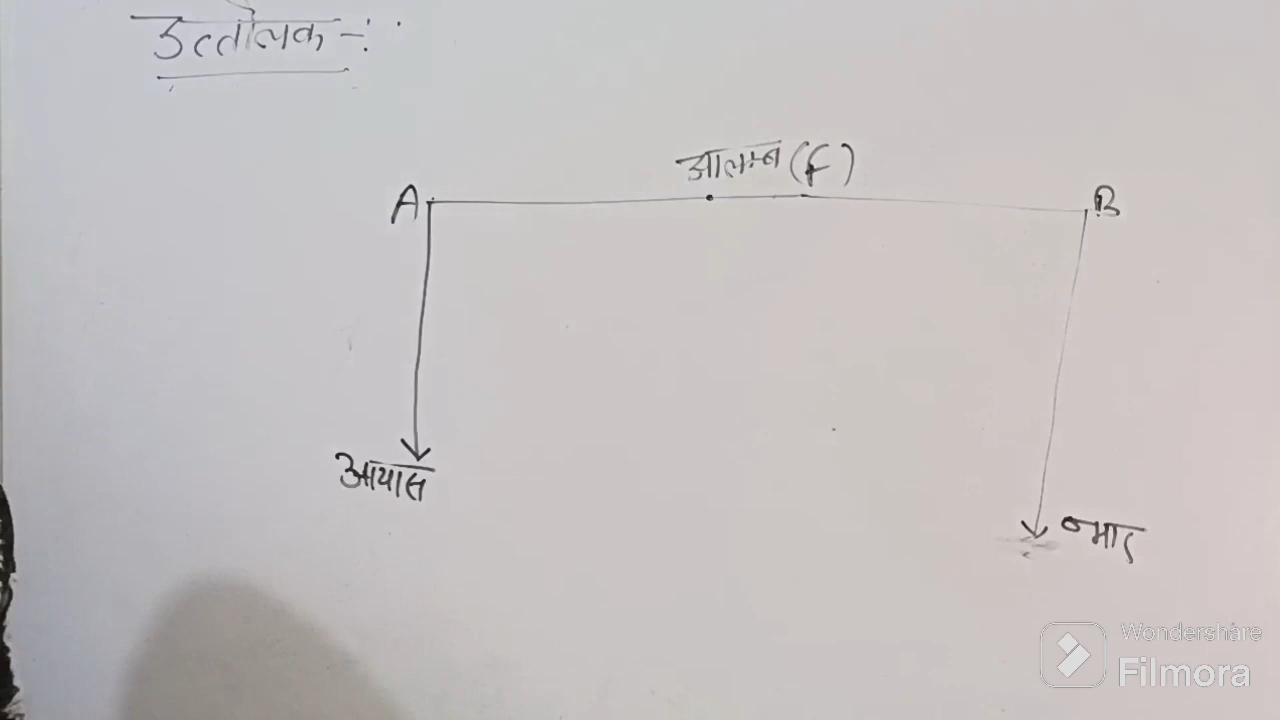 उत्तोलक -:
आलम्ब (F)
A
B
आयास
भार
Wondershare
Filmora